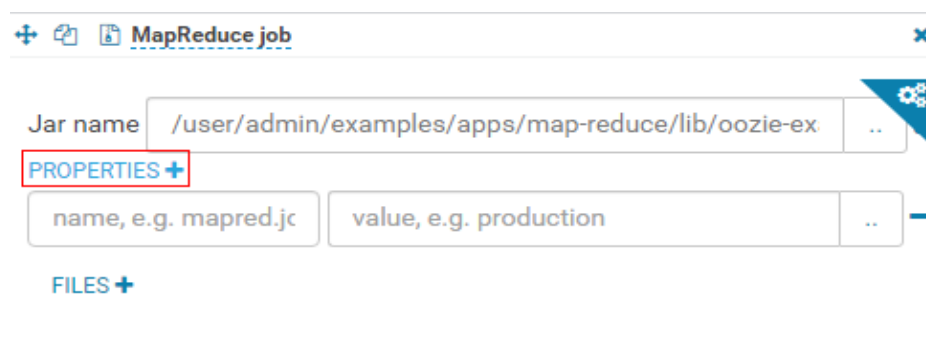 MapReduce job
Jar name /user/admin/examples/apps/map-reduce/lib/oozie-ex ..
PROPERTIES +
name, e.g. mapred.jc value, e.g. production ..
FILES +